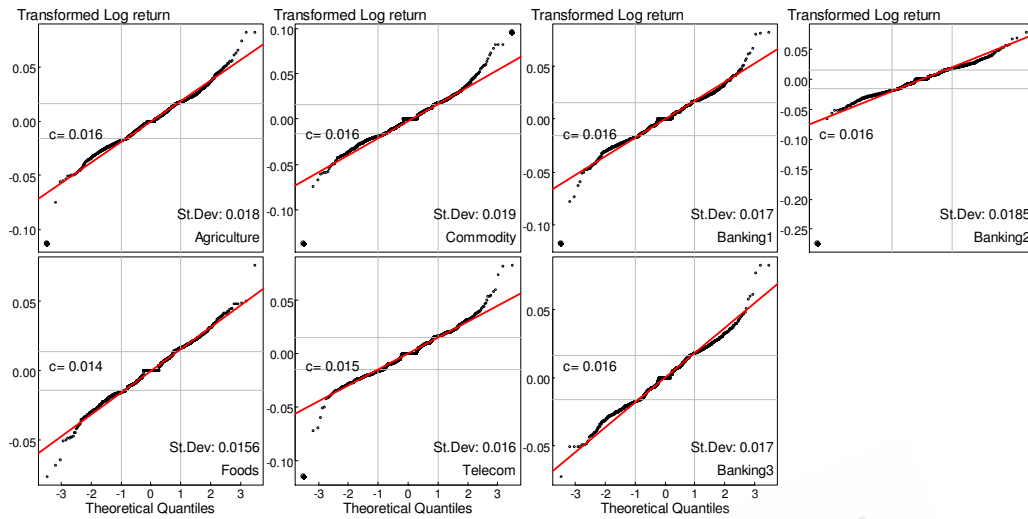 Transformed Log return
Transformed Log return
Transformed Log return
Transformed Log return
0.05
0.00
-0.05
-0.10
c= 0.016
St.Dev: 0.018
Agriculture
0.10
0.05
0.00
-0.05
-0.10
c= 0.016
St.Dev: 0.019
Commodity
0.05
0.00
-0.05
-0.10
c= 0.016
St.Dev: 0.017
Banking1
0.05
0.00
-0.05
-0.10
-0.15
-0.20
-0.25
c= 0.016
St.Dev: 0.0185
Banking2
0.05
0.00
-0.05
c= 0.014
St.Dev: 0.0156
Foods
-3 -2 -1 0 1 2 3
Theoretical Quantiles
0.05
0.00
-0.05
-0.10
c= 0.015
St.Dev: 0.016
Telecom
-3 -2 -1 0 1 2 3
Theoretical Quantiles
0.05
0.00
-0.05
c= 0.016
St.Dev: 0.017
Banking3
-3 -2 -1 0 1 2 3
Theoretical Quantiles